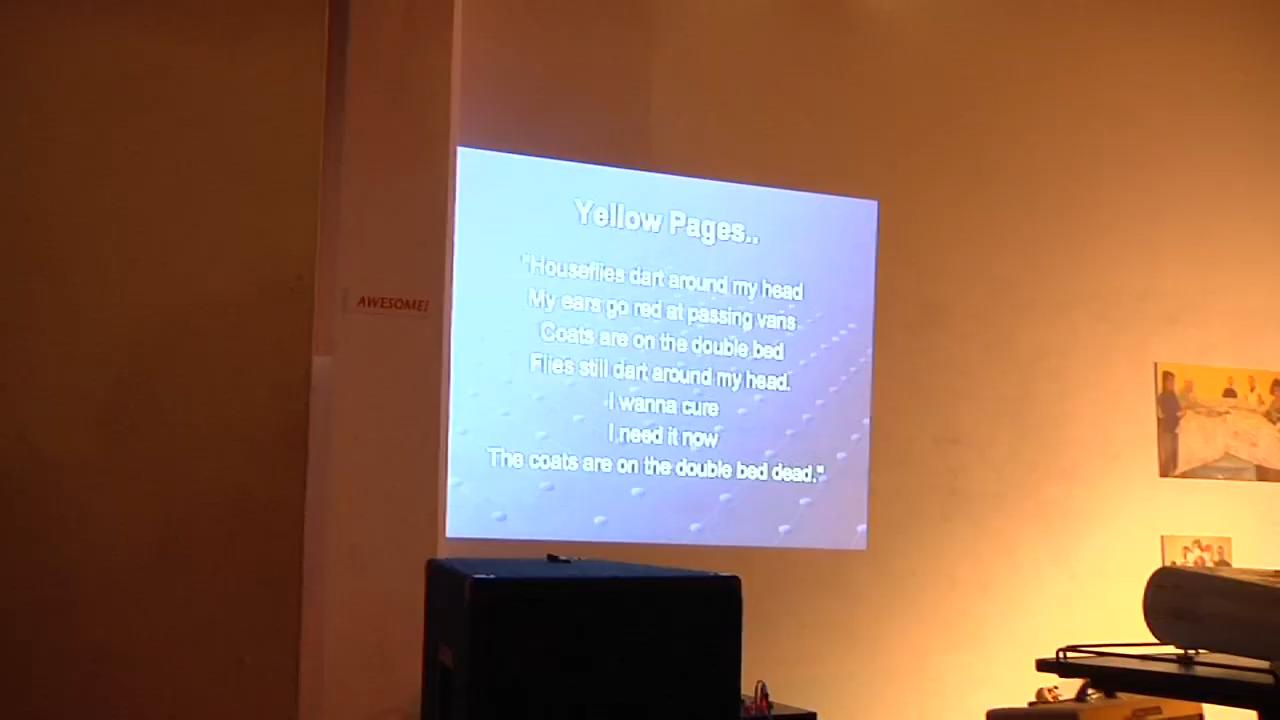 Yellow Pages..
"Houseflies dart around my head
My ears go red at passing vans
Coats are on the double bed
Flies still dart around my head.
I wanna cure
I need it now
The coats are on the double bed dead."
AWESOME!